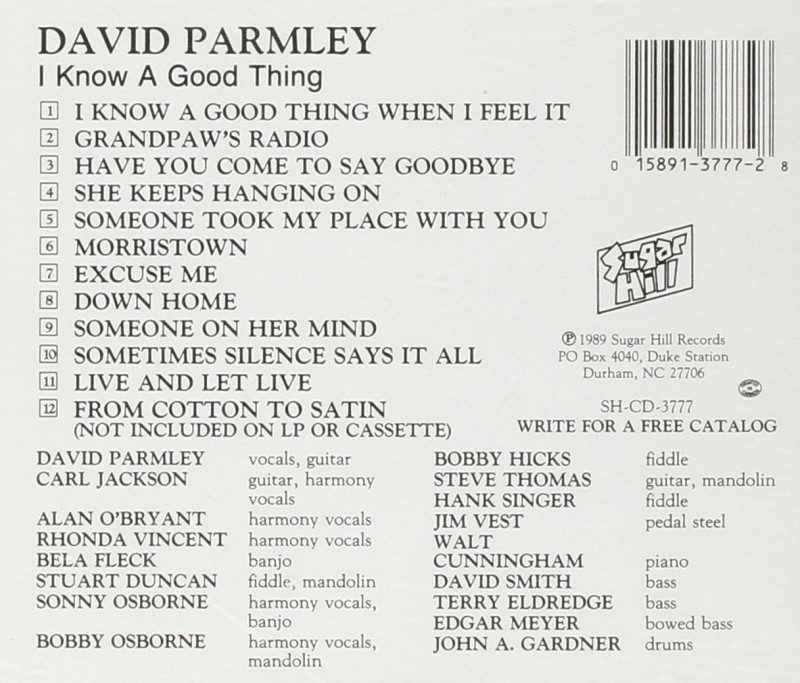 DAVID PARMLEY
I Know A Good Thing
1 I KNOW A GOOD THING WHEN I FEEL IT
2 GRANDPAW'S RADIO
3 HAVE YOU COME TO SAY GOODBYE
4 SHE KEEPS HANGING ON
5 SOMEONE TOOK MY PLACE WITH YOU
6 MORRISTOWN
7 EXCUSE ME
8 DOWN HOME
9 SOMEONE ON HER MIND
10 SOMETIMES SILENCE SAYS IT ALL
11 LIVE AND LET LIVE
12 FROM COTTON TO SATIN
(NOT INCLUDED ON LP OR CASSETTE)
0 15891-3777-2 8
Sugar
Hill
℗ 1989 Sugar Hill Records
PO Box 4040, Duke Station
Durham, NC 27706
SH-CD-3777
WRITE FOR A FREE CATALOG
DAVID PARMLEY vocals, guitar
CARL JACKSON guitar, harmony
vocals
ALAN O'BRYANT harmony vocals
RHONDA VINCENT harmony vocals
BELA FLECK banjo
STUART DUNCAN fiddle, mandolin
SONNY OSBORNE harmony vocals,
banjo
BOBBY OSBORNE harmony vocals,
mandolin
BOBBY HICKS fiddle
STEVE THOMAS guitar, mandolin
HANK SINGER fiddle
JIM VEST pedal steel
WALT
CUNNINGHAM piano
DAVID SMITH bass
TERRY ELDREDGE bass
EDGAR MEYER bowed bass
JOHN A. GARDNER drums